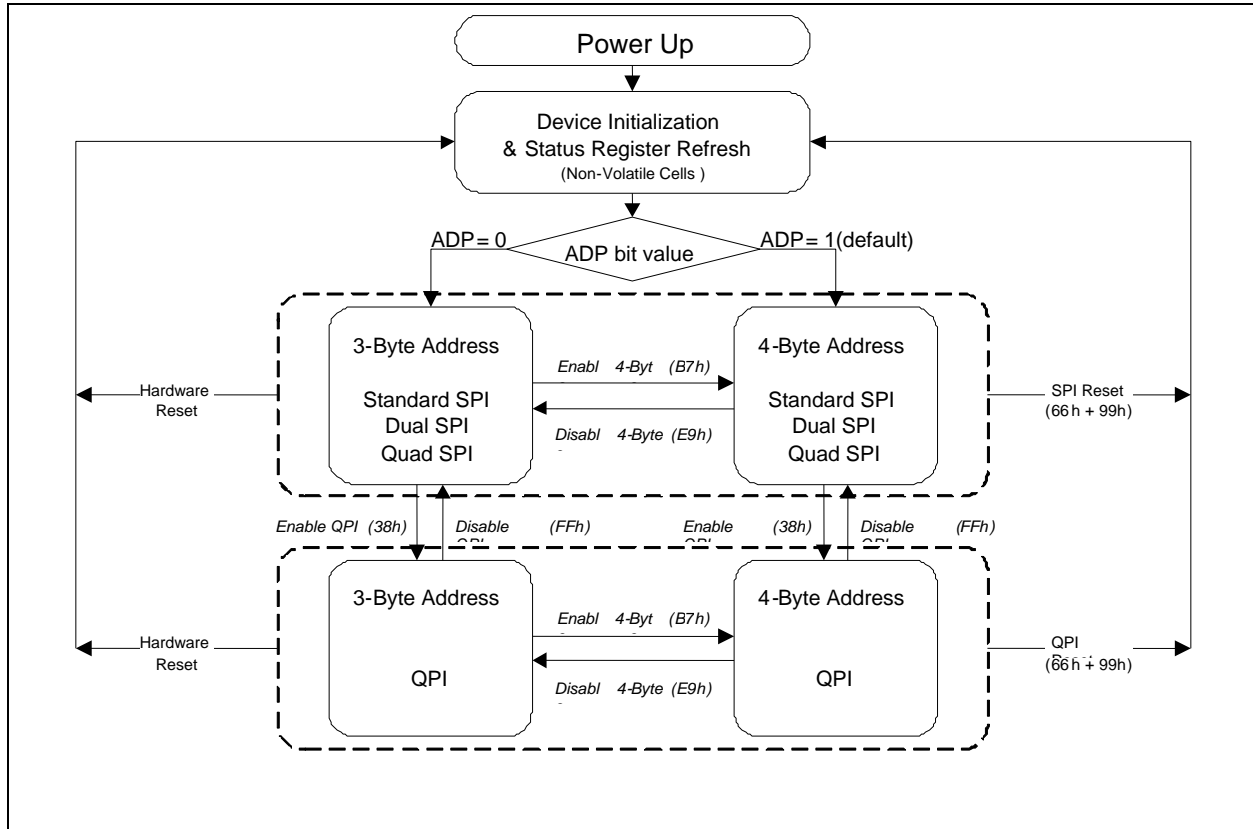 Power Up
Device Initialization
& Status Register Refresh
(Non-Volatile Cells )
ADP = 0
ADP bit value
ADP = 1(default)
3-Byte Address
Standard SPI
Dual SPI
Quad SPI
Enabl 4-Byt (B7h)
Disabl 4-Byte (E9h)
4-Byte Address
Standard SPI
Dual SPI
Quad SPI
Hardware
Reset
SPI Reset
(66h + 99h)
Enable QPI (38h)
Disable (FFh)
Enable (38h)
Disable (FFh)
3-Byte Address
QPI
Enabl 4-Byt (B7h)
Disabl 4-Byte (E9h)
4-Byte Address
QPI
Hardware
Reset
QPI
(66h + 99h)